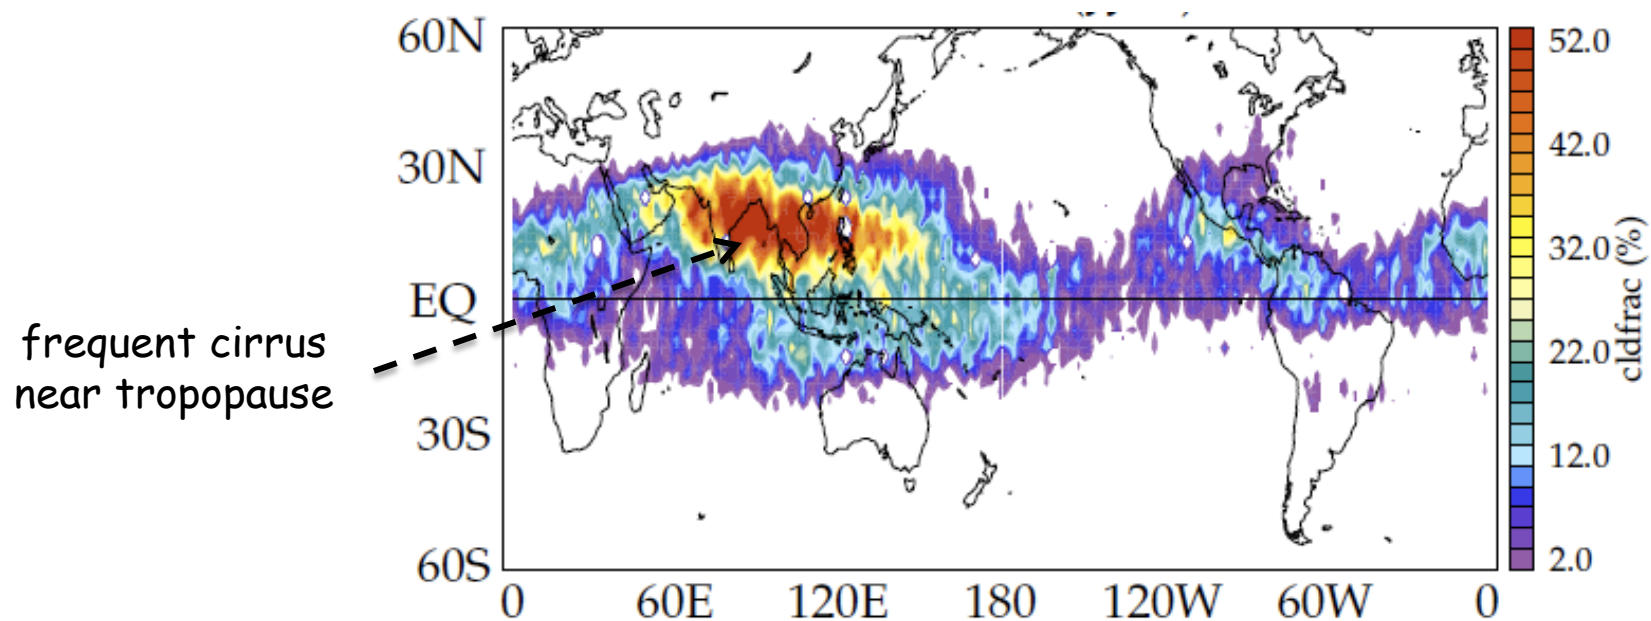 60N
30N
EQ
30S
60S
0
60E
120E
180
120W
60W
0
52.0
42.0
32.0
22.0
12.0
2.0
cldfrac (%)
frequent cirrus
near tropopause